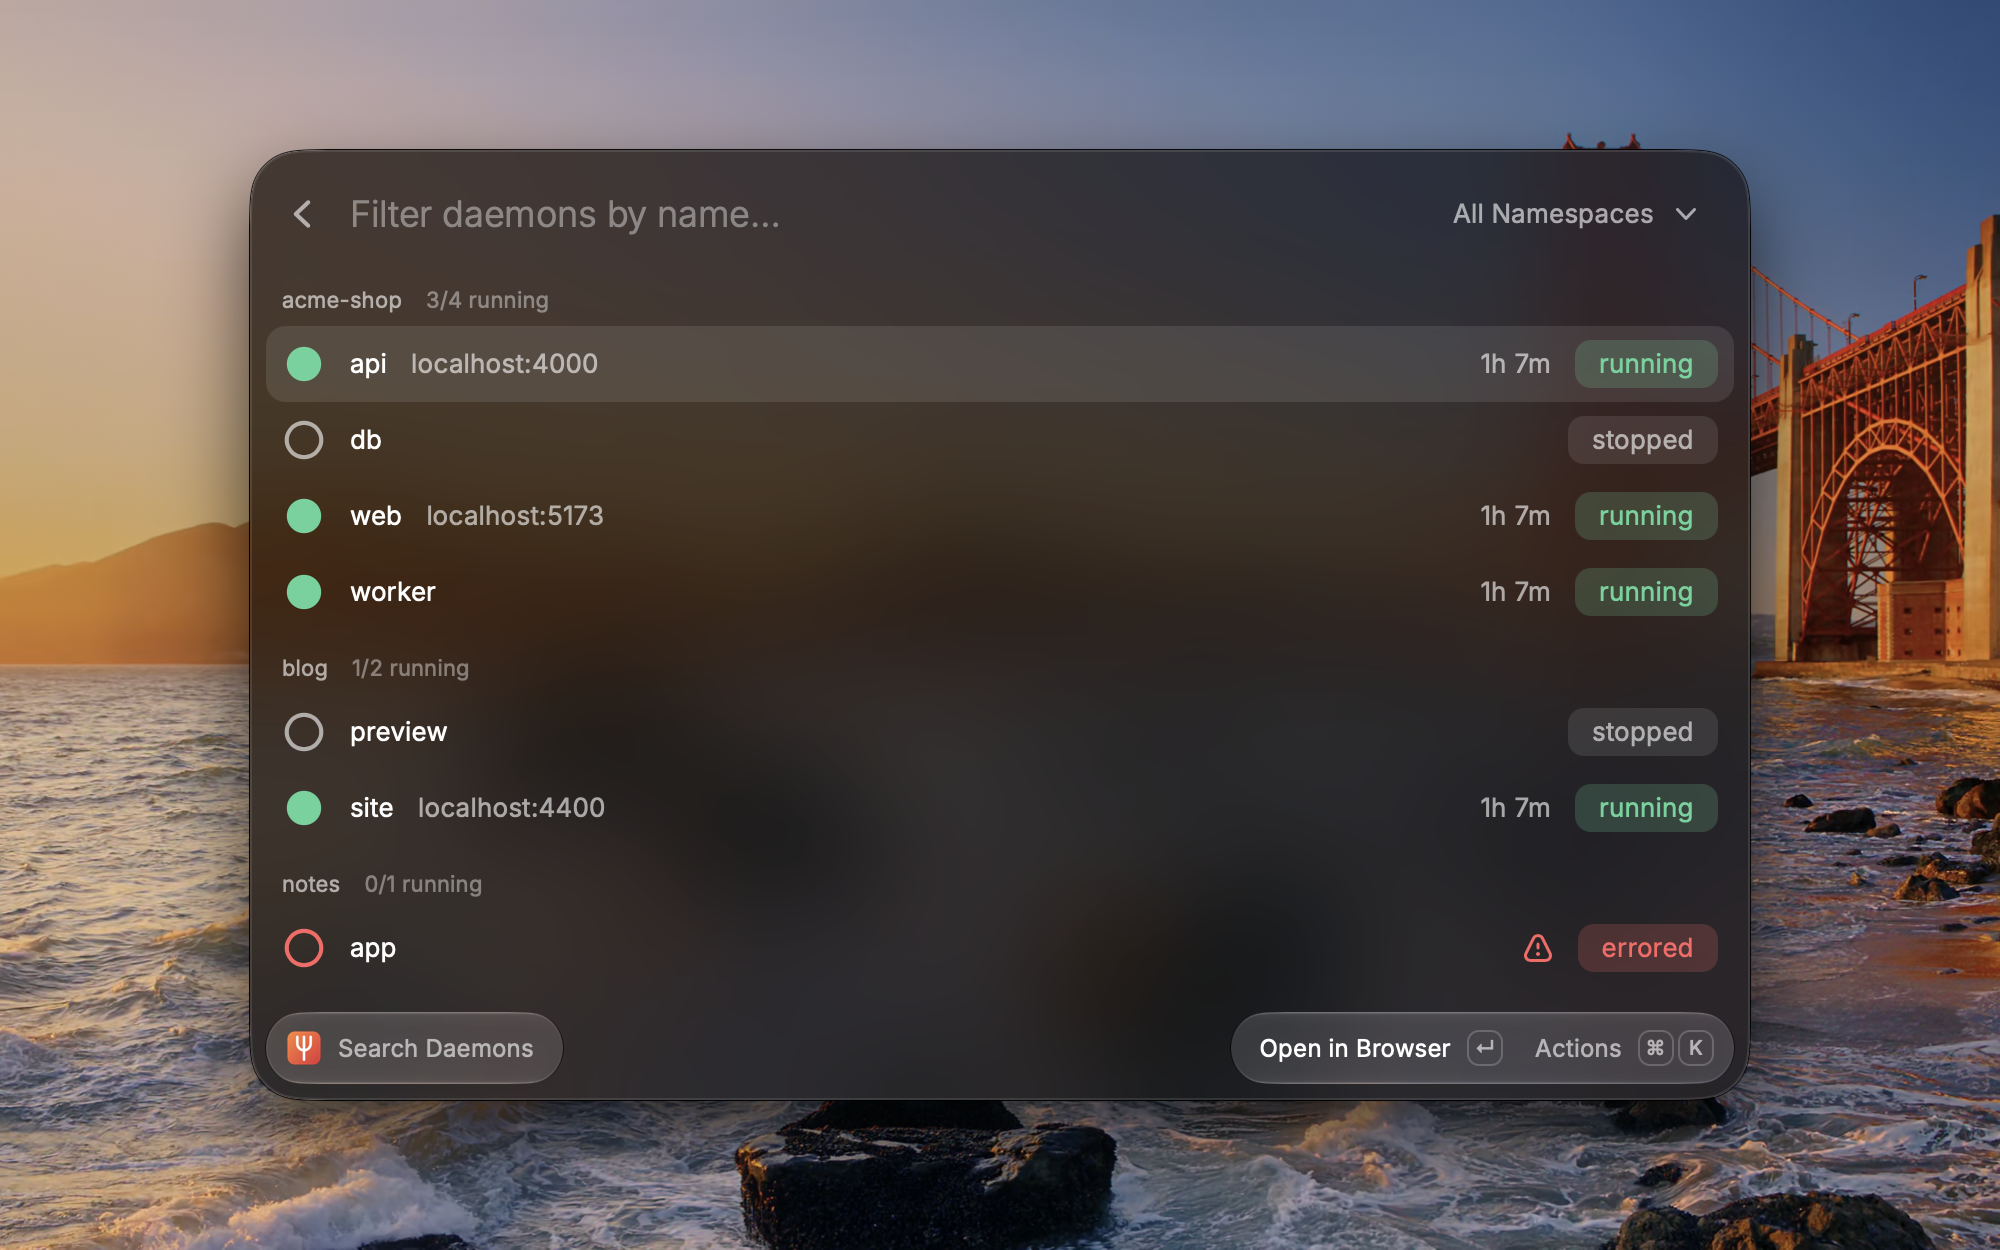 Filter daemons by name...
All Namespaces
acme-shop 3/4 running
api localhost:4000 1h 7m running
db stopped
web localhost:5173 1h 7m running
worker 1h 7m running
blog 1/2 running
preview stopped
site localhost:4400 1h 7m running
notes 0/1 running
app errored
Search Daemons
Open in Browser ↵ Actions ⌘ K